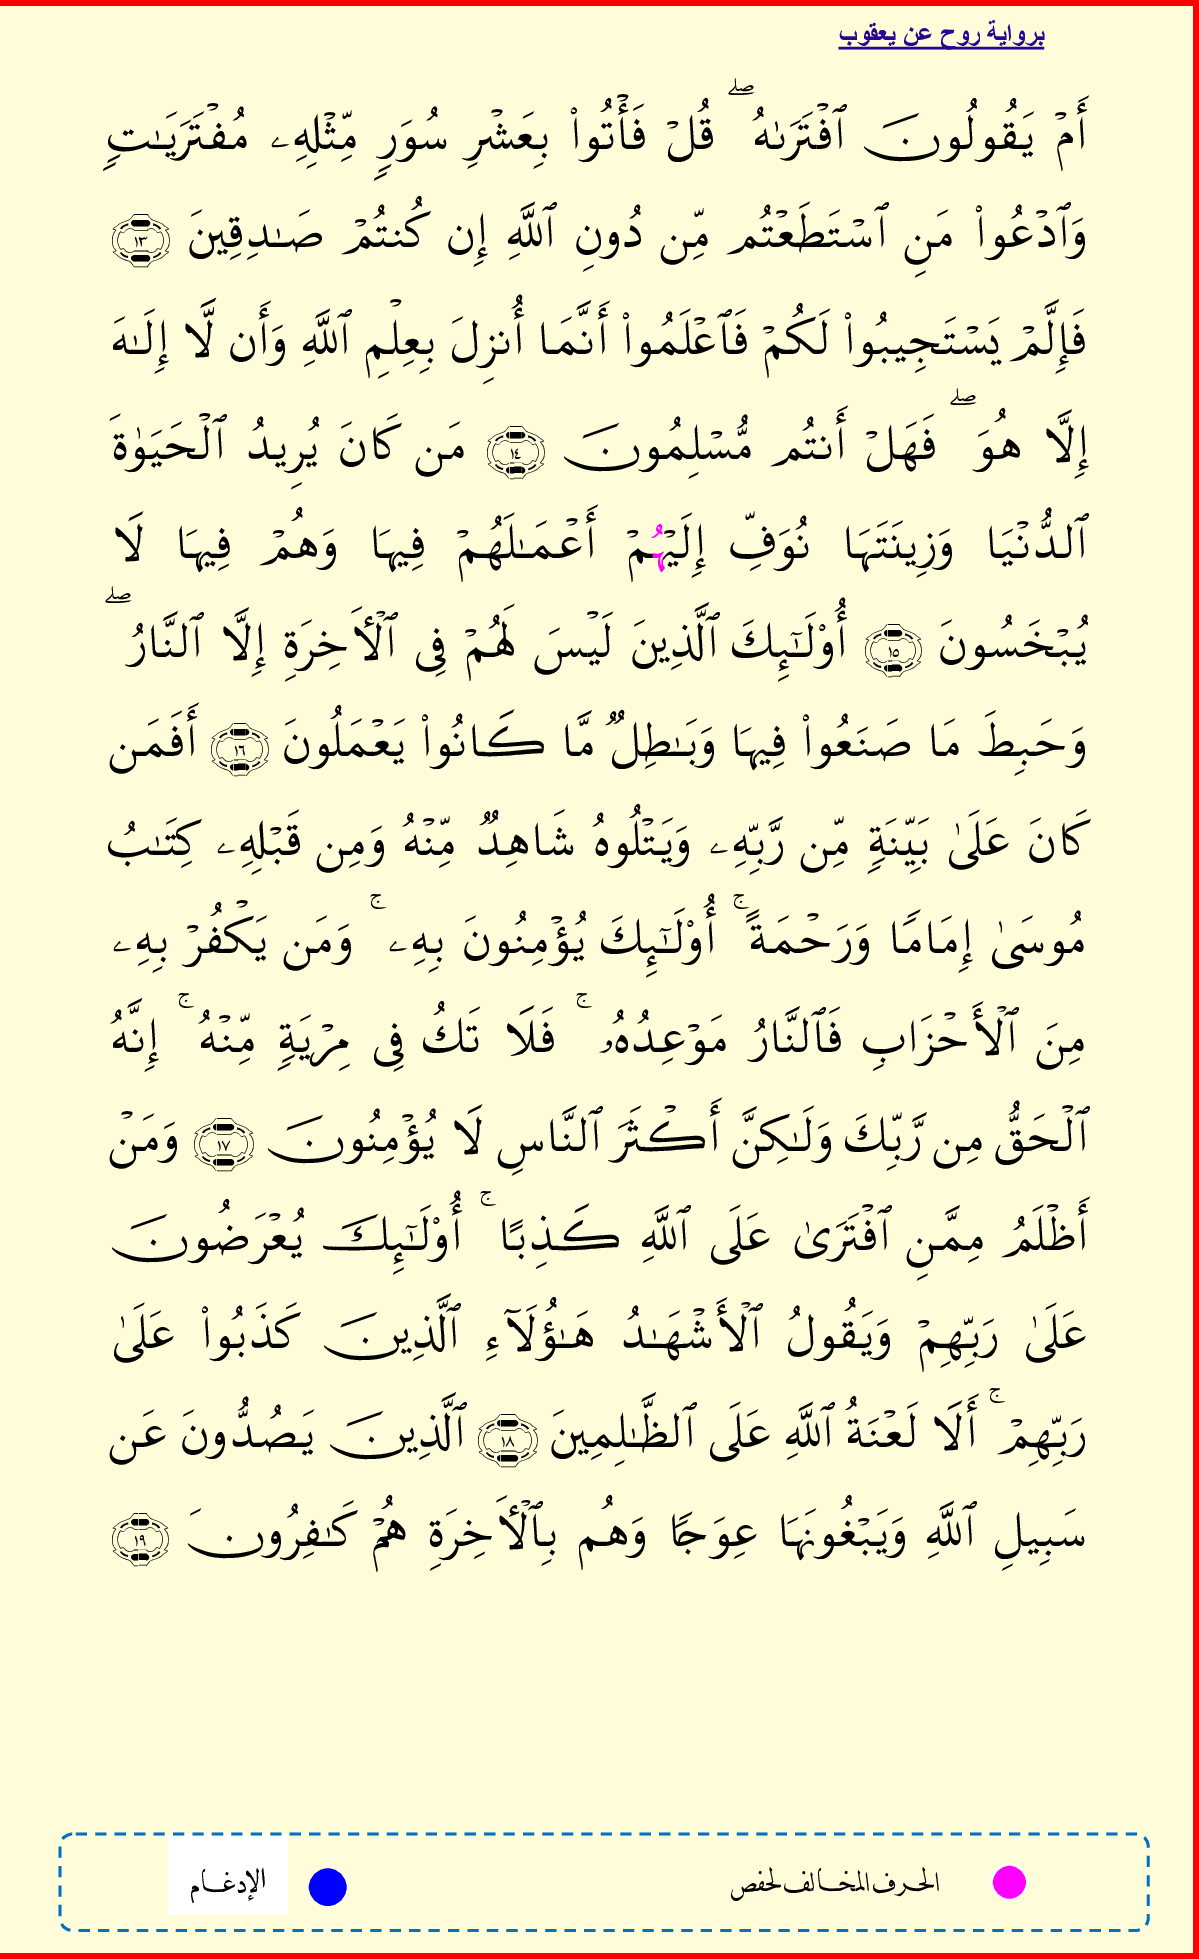 برواية روح عن يعقوب
أَمۡ يَقُولُونَ ٱفۡتَرَىٰهُۖ قُلۡ فَأۡتُواْ بِعَشۡرِ سُوَرٖ مِّثۡلِهِۦ مُفۡتَرَيَٰتٖ
وَٱدۡعُواْ مَنِ ٱسۡتَطَعۡتُم مِّن دُونِ ٱللَّهِ إِن كُنتُمۡ صَٰدِقِينَ ١٣
فَإِلَّمۡ يَسۡتَجِيبُواْ لَكُمۡ فَٱعۡلَمُواْ أَنَّمَا أُنزِلَ بِعِلۡمِ ٱللَّهِ وَأَن لَّا إِلَٰهَ
إِلَّا هُوَۖ فَهَلۡ أَنتُم مُّسۡلِمُونَ ١٤ مَن كَانَ يُرِيدُ ٱلۡحَيَوٰةَ
ٱلدُّنۡيَا وَزِينَتَهَا نُوَفِّ إِلَيۡهُمۡ أَعۡمَٰلَهُمۡ فِيهَا وَهُمۡ فِيهَا لَا
يُبۡخَسُونَ ١٥ أُوْلَٰٓئِكَ ٱلَّذِينَ لَيۡسَ لَهُمۡ فِي ٱلۡأٓخِرَةِ إِلَّا ٱلنَّارُۖ
وَحَبِطَ مَا صَنَعُواْ فِيهَا وَبَٰطِلٞ مَّا كَانُواْ يَعۡمَلُونَ ١٦ أَفَمَن
كَانَ عَلَىٰ بَيِّنَةٖ مِّن رَّبِّهِۦ وَيَتۡلُوهُ شَاهِدٞ مِّنۡهُ وَمِن قَبۡلِهِۦ كِتَٰبُ
مُوسَىٰ إِمَامٗا وَرَحۡمَةًۚ أُوْلَٰٓئِكَ يُؤۡمِنُونَ بِهِۦۚ وَمَن يَكۡفُرۡ بِهِۦ
مِنَ ٱلۡأَحۡزَابِ فَٱلنَّارُ مَوۡعِدُهُۥۚ فَلَا تَكُ فِي مِرۡيَةٖ مِّنۡهُۚ إِنَّهُ
ٱلۡحَقُّ مِن رَّبِّكَ وَلَٰكِنَّ أَكۡثَرَ ٱلنَّاسِ لَا يُؤۡمِنُونَ ١٧ وَمَنۡ
أَظۡلَمُ مِمَّنِ ٱفۡتَرَىٰ عَلَى ٱللَّهِ كَذِبًاۚ أُوْلَٰٓئِكَ يُعۡرَضُونَ
عَلَىٰ رَبِّهِمۡ وَيَقُولُ ٱلۡأَشۡهَٰدُ هَٰؤُلَآءِ ٱلَّذِينَ كَذَبُواْ عَلَىٰ
رَبِّهِمۡۚ أَلَا لَعۡنَةُ ٱللَّهِ عَلَى ٱلظَّٰلِمِينَ ١٨ ٱلَّذِينَ يَصُدُّونَ عَن
سَبِيلِ ٱللَّهِ وَيَبۡغُونَهَا عِوَجٗا وَهُم بِٱلۡأٓخِرَةِ هُمۡ كَٰفِرُونَ ١٩
الحرف المخالف لحفص
الإدغام